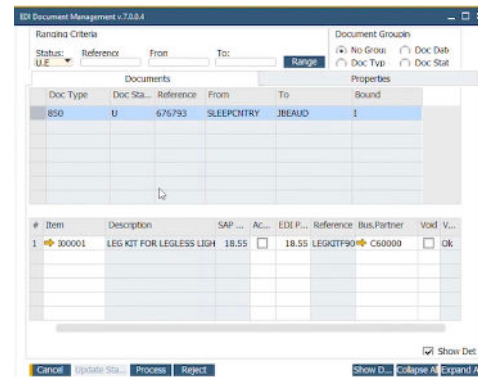 EDI Document Management v.7.0.0.4
Ranging Criteria
Document Groupin
Status: Reference From To:
No Grou Doc Dat
U.E Range Doc Typ Doc Stat
Documents Properties
Doc Type Doc Sta... Reference From To Bound
850 U 676793 SLEEPCNTRY JBEAUD I
# Item Description SAP ... Ac... EDI P... Reference Bus.Partner Void V...
1 I00001 LEG KIT FOR LEGLESS LIGH 18.55 18.55 LEGKITF90 C60000 Ok
Show Det
Cancel Update Sta... Process Reject Show D... Collapse All Expand A